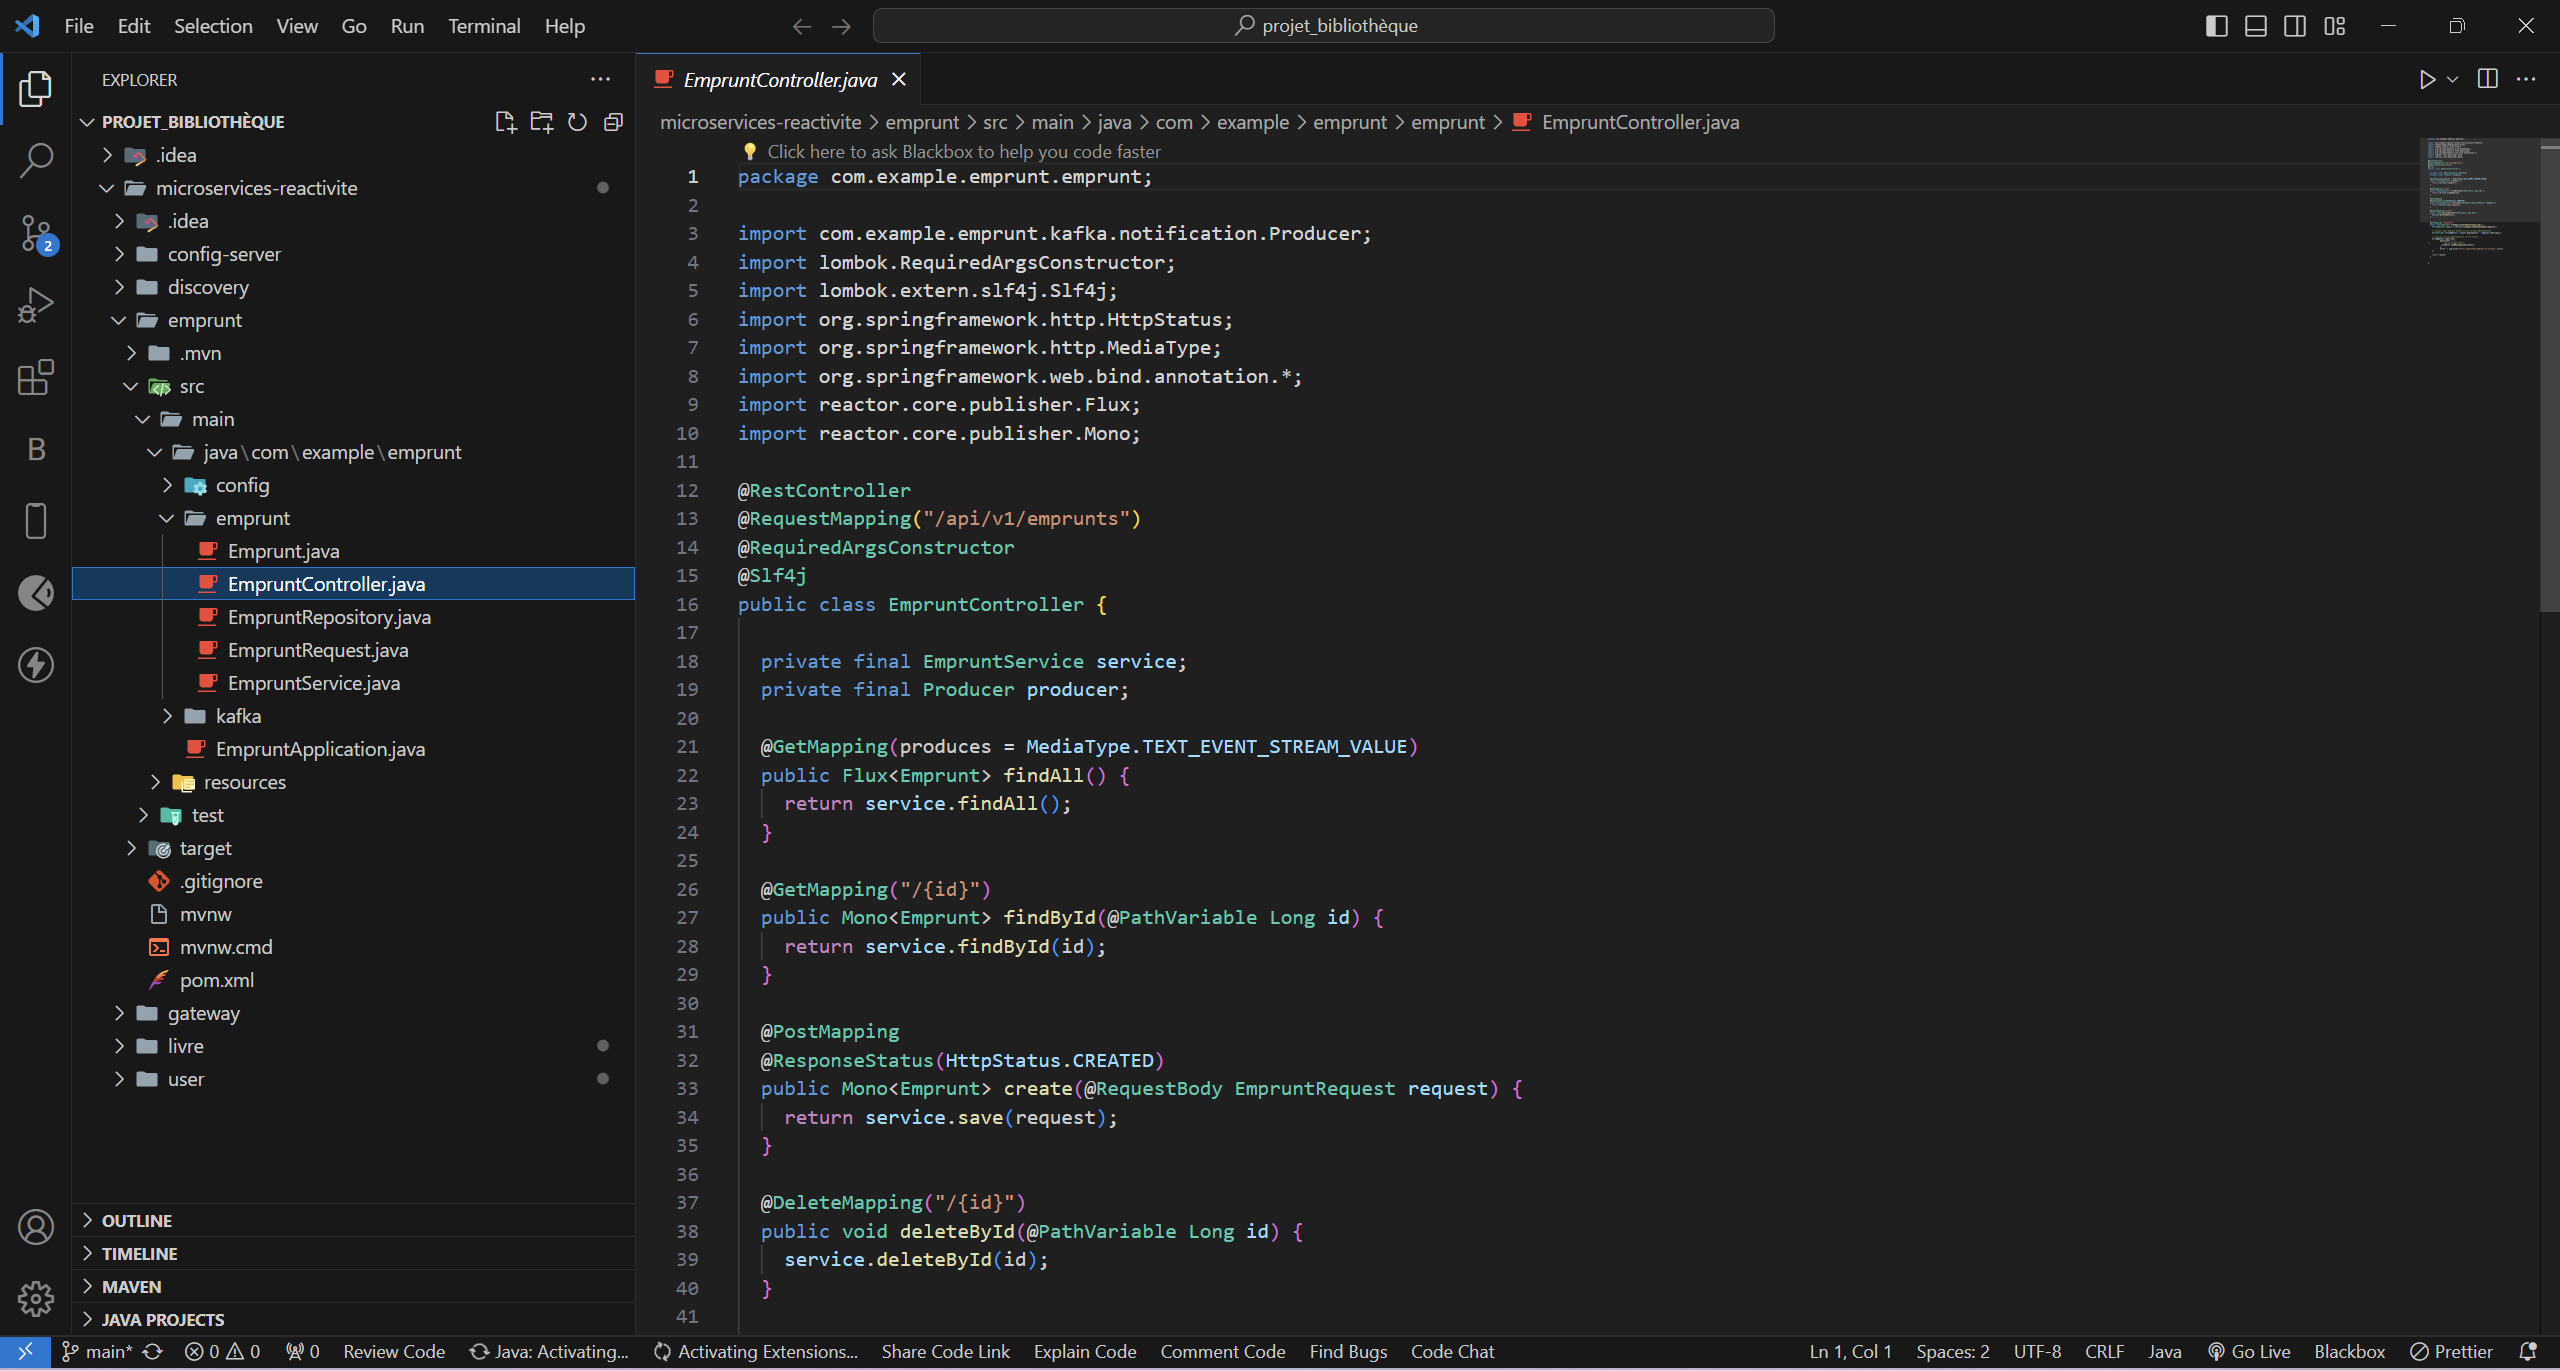 File Edit Selection View Go Run Terminal Help
projet_bibliothèque
EXPLORER
PROJET_BIBLIOTHÈQUE
.idea
microservices-reactivite
.idea
config-server
discovery
emprunt
.mvn
src
main
java\com\example\emprunt
config
emprunt
Emprunt.java
EmpruntController.java
EmpruntRepository.java
EmpruntRequest.java
EmpruntService.java
kafka
EmpruntApplication.java
resources
test
target
.gitignore
mvnw
mvnw.cmd
pom.xml
gateway
livre
user
OUTLINE
TIMELINE
MAVEN
JAVA PROJECTS
2
B
EmpruntController.java
microservices-reactivite > emprunt > src > main > java > com > example > emprunt > emprunt > EmpruntController.java
Click here to ask Blackbox to help you code faster
1 package com.example.emprunt.emprunt;
2
3 import com.example.emprunt.kafka.notification.Producer;
4 import lombok.RequiredArgsConstructor;
5 import lombok.extern.slf4j.Slf4j;
6 import org.springframework.http.HttpStatus;
7 import org.springframework.http.MediaType;
8 import org.springframework.web.bind.annotation.*;
9 import reactor.core.publisher.Flux;
10 import reactor.core.publisher.Mono;
11
12 @RestController
13 @RequestMapping("/api/v1/emprunts")
14 @RequiredArgsConstructor
15 @Slf4j
16 public class EmpruntController {
17
18 private final EmpruntService service;
19 private final Producer producer;
20
21 @GetMapping(produces = MediaType.TEXT_EVENT_STREAM_VALUE)
22 public Flux<Emprunt> findAll() {
23 return service.findAll();
24 }
25
26 @GetMapping("/{id}")
27 public Mono<Emprunt> findById(@PathVariable Long id) {
28 return service.findById(id);
29 }
30
31 @PostMapping
32 @ResponseStatus(HttpStatus.CREATED)
33 public Mono<Emprunt> create(@RequestBody EmpruntRequest request) {
34 return service.save(request);
35 }
36
37 @DeleteMapping("/{id}")
38 public void deleteById(@PathVariable Long id) {
39 service.deleteById(id);
40 }
41
main* 0 0 0 Review Code Java: Activating... Activating Extensions... Share Code Link Explain Code Comment Code Find Bugs Code Chat Ln 1, Col 1 Spaces: 2 UTF-8 CRLF Java Go Live Blackbox Prettier